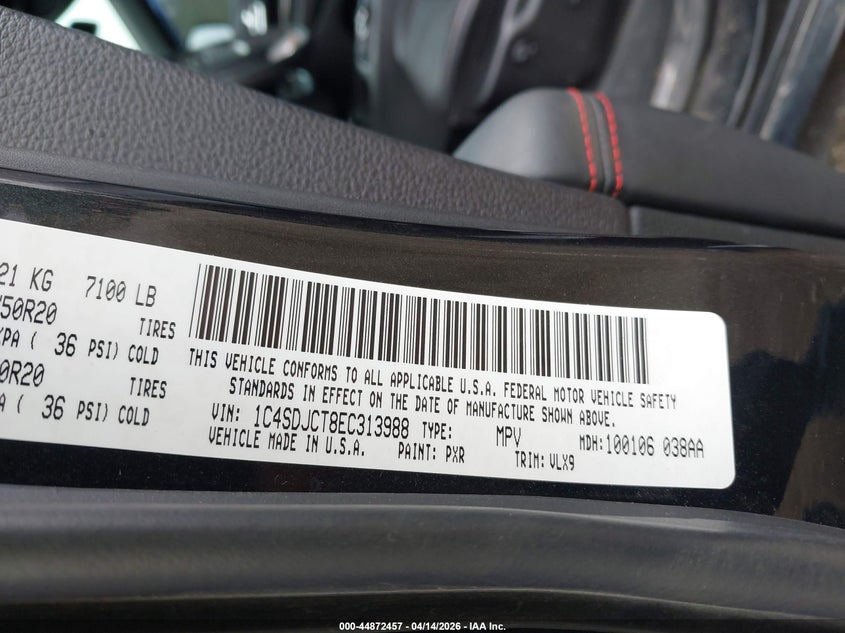 21 KG 7100 LB
50R20 TIRES
KPA ( 36 PSI) COLD
0R20 TIRES
A ( 36 PSI) COLD
THIS VEHICLE CONFORMS TO ALL APPLICABLE U.S.A. FEDERAL MOTOR VEHICLE SAFETY
STANDARDS IN EFFECT ON THE DATE OF MANUFACTURE SHOWN ABOVE.
VIN: 1C4SDJCT8EC313988 TYPE: MPV MDH:100106 038AA
VEHICLE MADE IN U.S.A. PAINT: PXR TRIM: VLX9
000-44872457 - 04/14/2026 - IAA Inc.